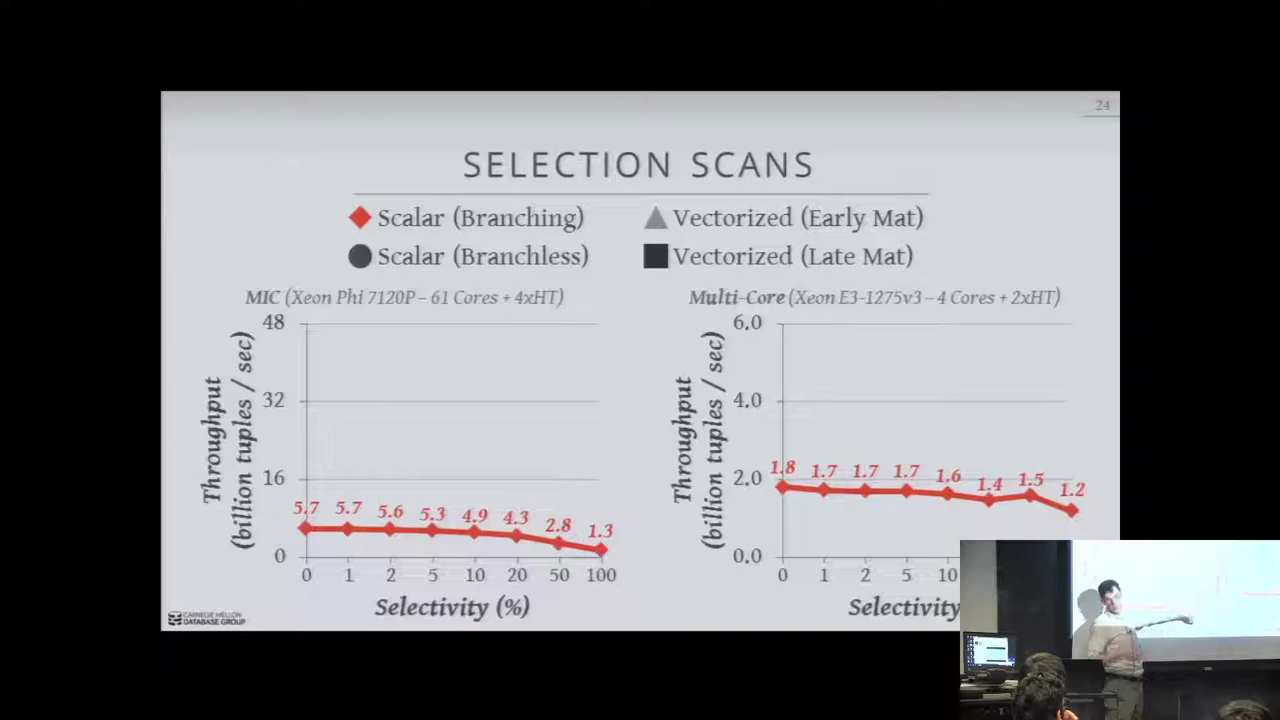 24
SELECTION SCANS
Scalar (Branching)
Vectorized (Early Mat)
Scalar (Branchless)
Vectorized (Late Mat)
MIC (Xeon Phi 7120P – 61 Cores + 4xHT)
48
32
16
0
Throughput
(billion tuples / sec)
5.7 5.7 5.6 5.3 4.9 4.3 2.8 1.3
0 1 2 5 10 20 50 100
Selectivity (%)
Multi-Core (Xeon E3-1275v3 – 4 Cores + 2xHT)
6.0
4.0
2.0
0.0
Throughput
(billion tuples / sec)
1.8 1.7 1.7 1.7 1.6 1.4 1.5 1.2
0 1 2 5 10
Selectivity
CARNEGIE MELLON
DATABASE GROUP